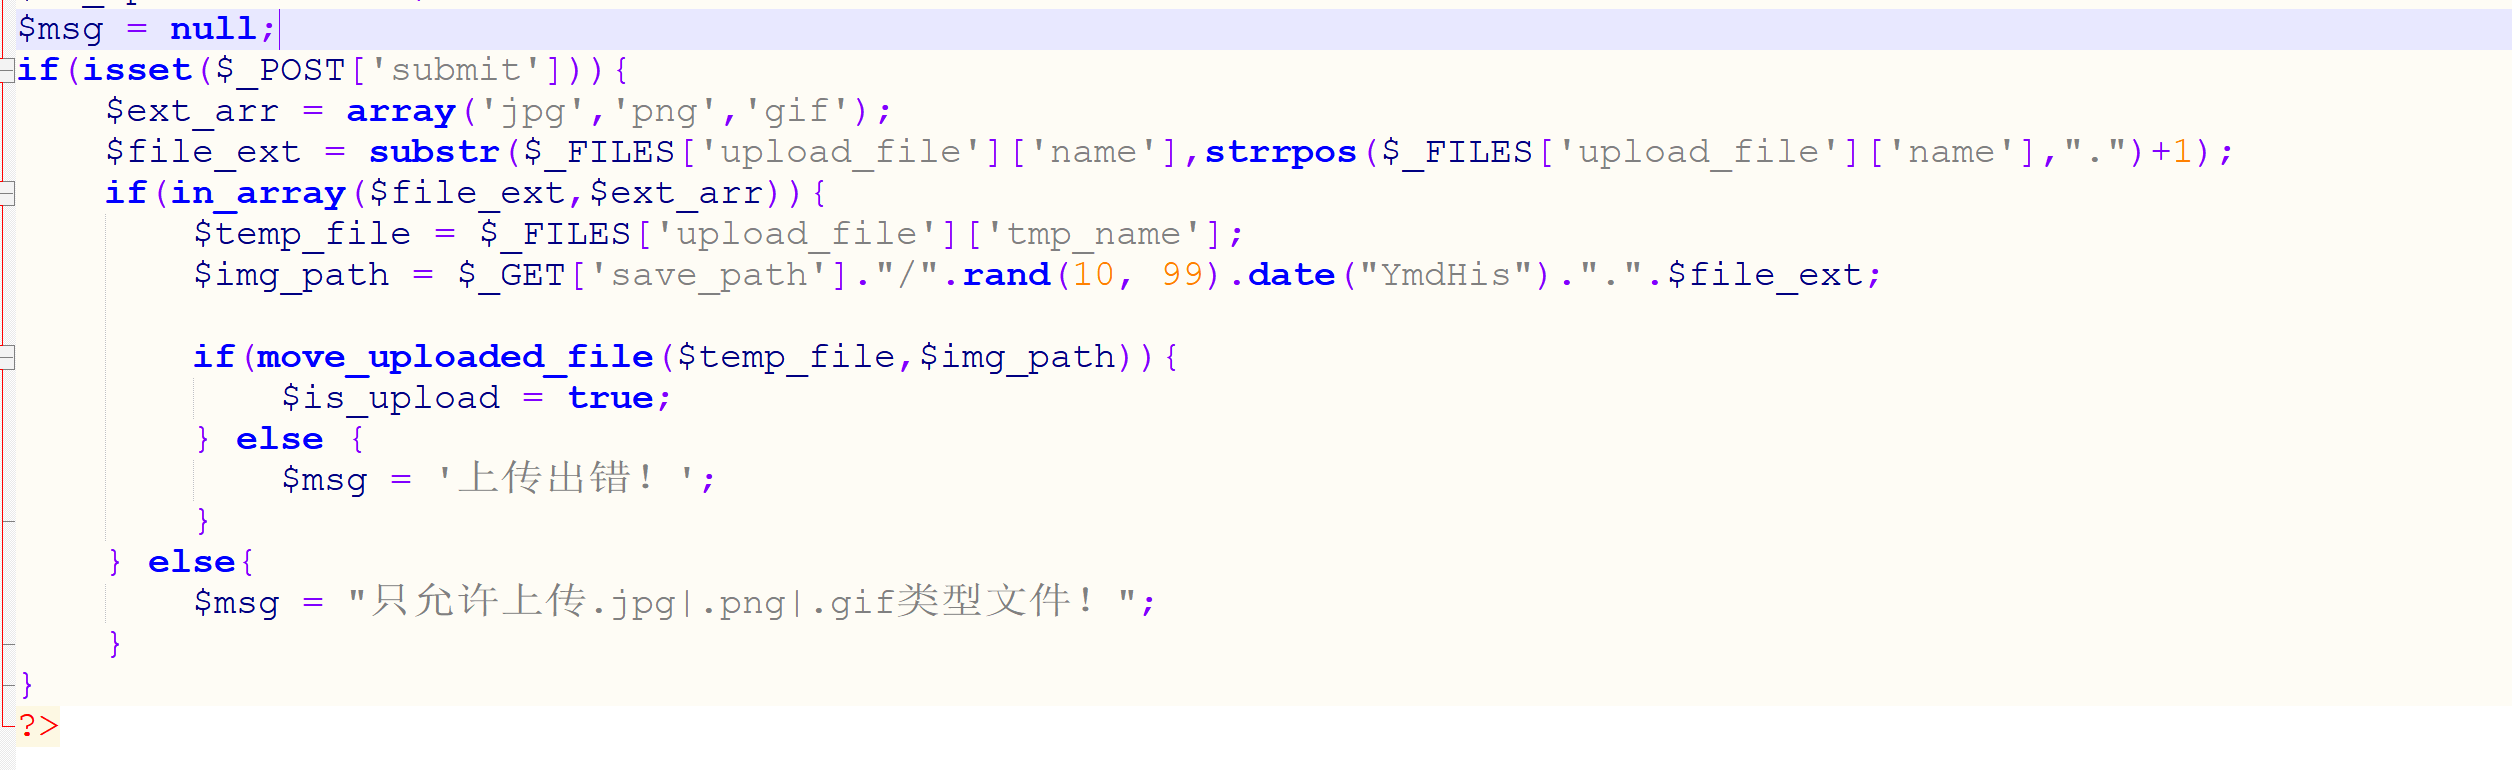 $msg = null;
if(isset($_POST['submit'])){
$ext_arr = array('jpg','png','gif');
$file_ext = substr($_FILES['upload_file']['name'],strrpos($_FILES['upload_file']['name'],".")+1);
if(in_array($file_ext,$ext_arr)){
$temp_file = $_FILES['upload_file']['tmp_name'];
$img_path = $_GET['save_path']."/".rand(10, 99).date("YmdHis").".".$file_ext;
if(move_uploaded_file($temp_file,$img_path)){
$is_upload = true;
} else {
$msg = '上传出错！';
}
} else{
$msg = "只允许上传.jpg|.png|.gif类型文件！";
}
}
?>